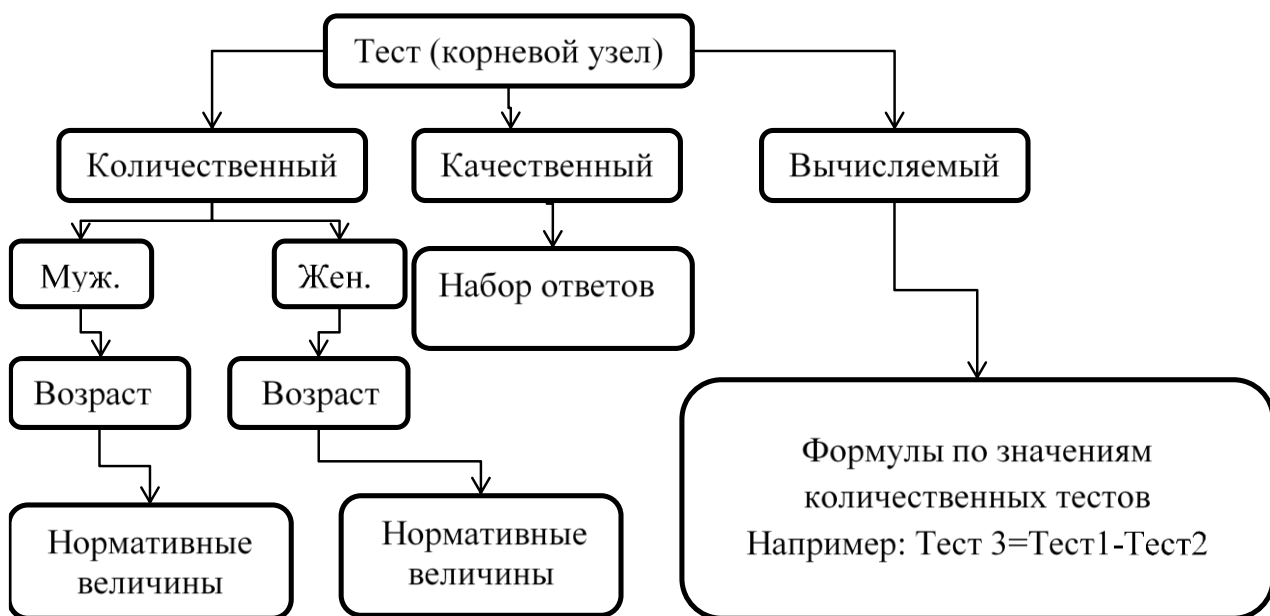 Тест (корневой узел)
Количественный
Качественный
Вычисляемый
Муж.
Жен.
Набор ответов
Возраст
Возраст
Формулы по значениям
количественных тестов
Например: Тест 3=Тест1-Тест2
Нормативные
величины
Нормативные
величины